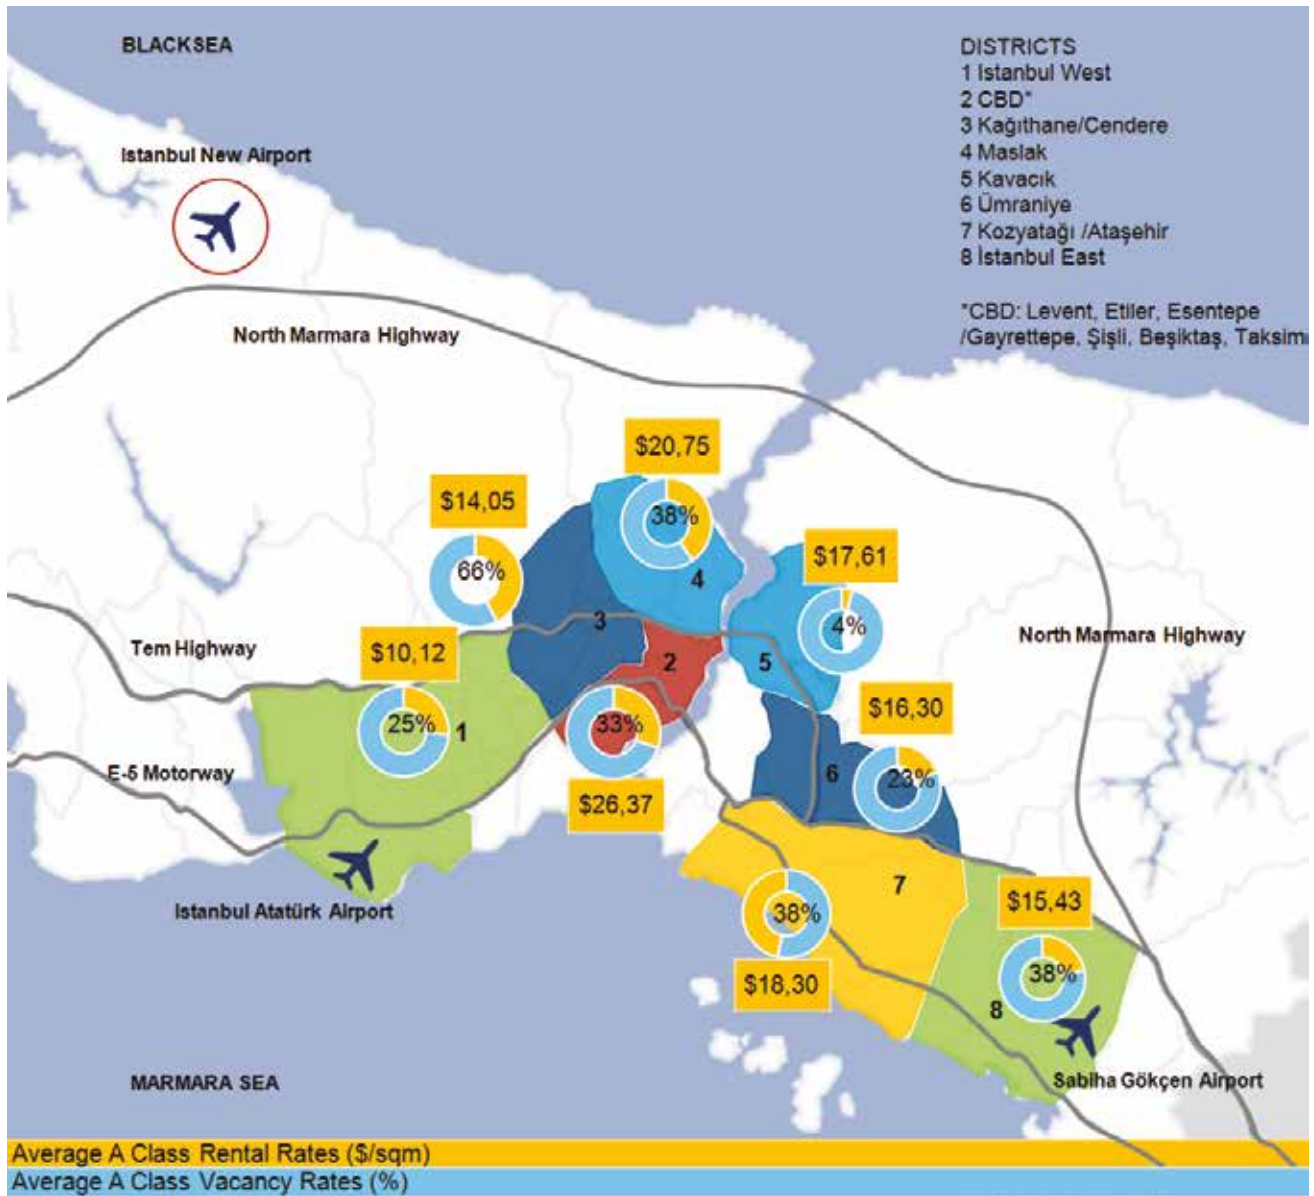 BLACKSEA
DISTRICTS
1 Istanbul West
2 CBD*
3 Kağıthane/Cendere
4 Maslak
5 Kavacık
6 Ümraniye
7 Kozyatağı /Ataşehir
8 İstanbul East
*CBD: Levent, Etiler, Esentepe
/Gayrettepe, Şişli, Beşiktaş, Taksim
Istanbul New Airport
North Marmara Highway
$20,75
38%
4
$14,05
66%
3
$17,61
4%
5
North Marmara Highway
Tem Highway
$10,12
25%
1
2
33%
$26,37
$16,30
23%
6
E-5 Motorway
Istanbul Atatürk Airport
7
38%
$18,30
$15,43
38%
8
Sabiha Gökçen Airport
MARMARA SEA
Average A Class Rental Rates ($/sqm)
Average A Class Vacancy Rates (%)